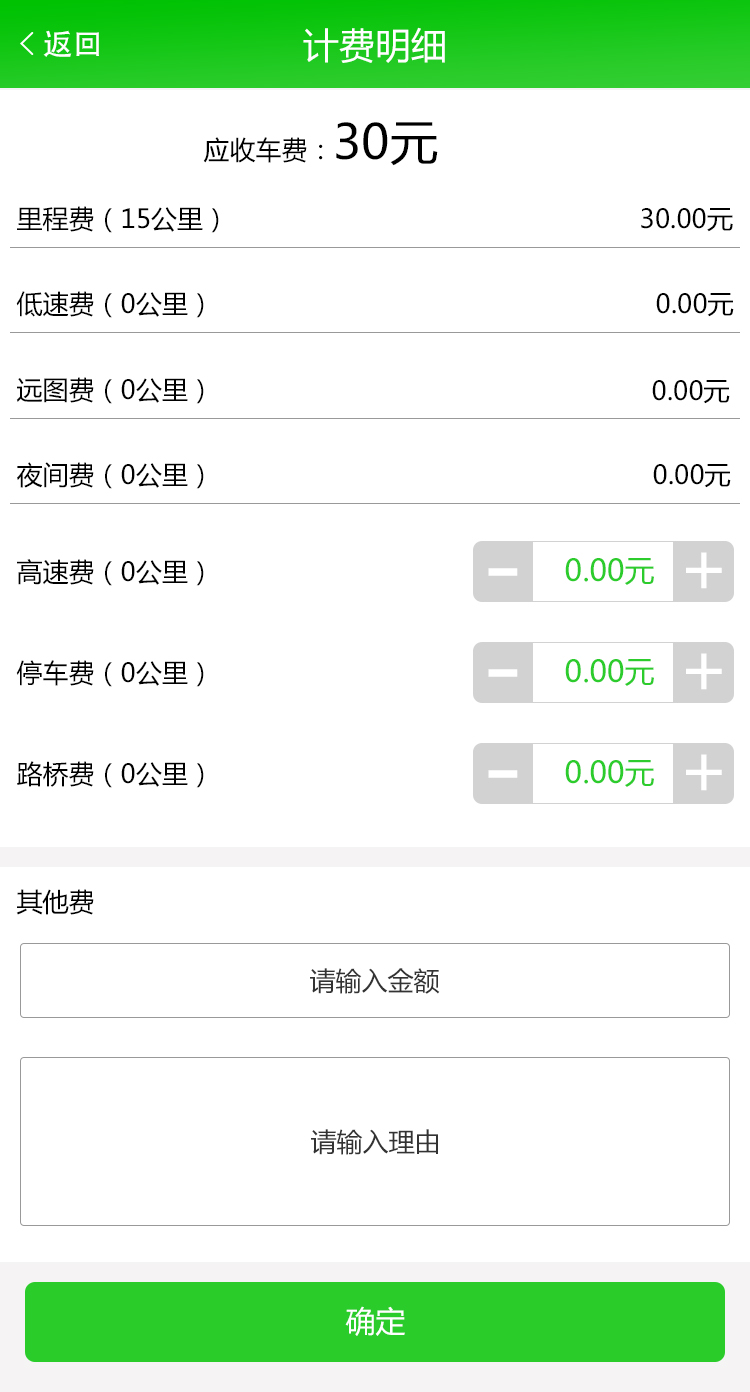 返回 计费明细
应收车费：30元
里程费（15公里） 30.00元
低速费（0公里） 0.00元
远图费（0公里） 0.00元
夜间费（0公里） 0.00元
高速费（0公里） 0.00元
停车费（0公里） 0.00元
路桥费（0公里） 0.00元
其他费
请输入金额
请输入理由
确定